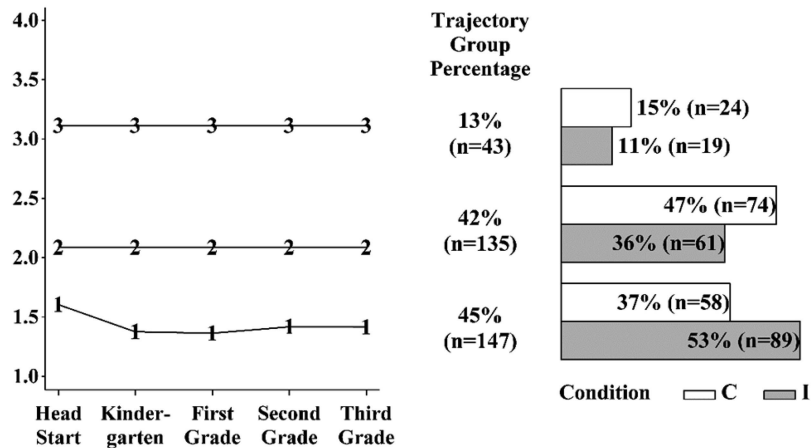 4.0
3.5
3.0
2.5
2.0
1.5
1.0
3 3 3 3 3
2 2 2 2 2
1 1 1 1 1
Head Start
Kinder-garten
First Grade
Second Grade
Third Grade
Trajectory
Group
Percentage
13%
(n=43)
15% (n=24)
11% (n=19)
42%
(n=135)
47% (n=74)
36% (n=61)
45%
(n=147)
37% (n=58)
53% (n=89)
Condition C I